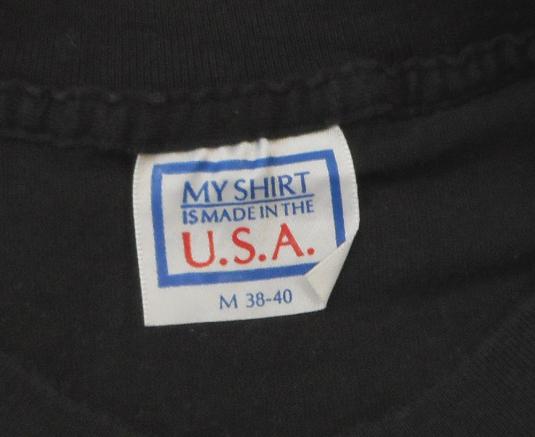 MY SHIRT
IS MADE IN THE
U.S.A.
M 38-40